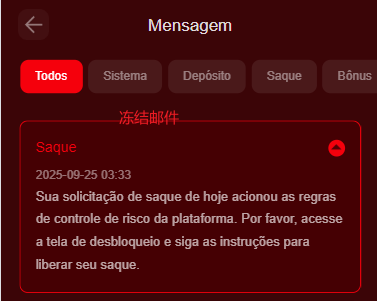 Mensagem
Todos
Sistema
Depósito
Saque
Bônus
冻结邮件
Saque
2025-09-25 03:33
Sua solicitação de saque de hoje acionou as regras
de controle de risco da plataforma. Por favor, acesse
a tela de desbloqueio e siga as instruções para
liberar seu saque.